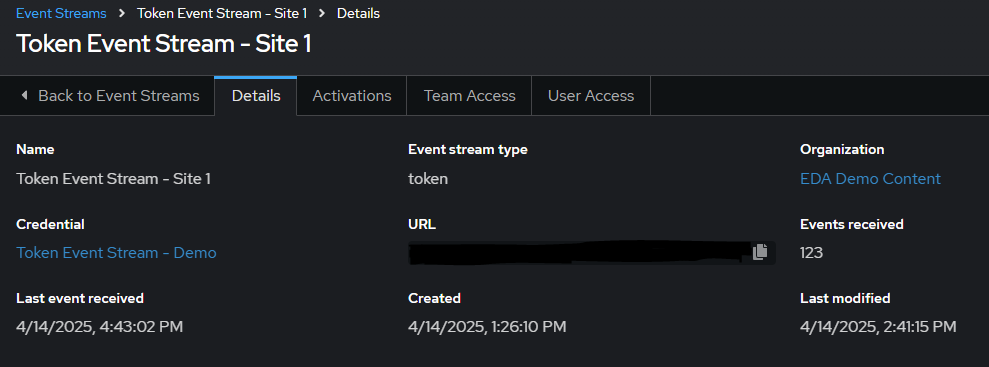 Event Streams > Token Event Stream - Site 1 > Details
Token Event Stream - Site 1
Back to Event Streams Details Activations Team Access User Access
Name Event stream type Organization
Token Event Stream - Site 1 token EDA Demo Content
Credential URL Events received
Token Event Stream - Demo 123
Last event received Created Last modified
4/14/2025, 4:43:02 PM 4/14/2025, 1:26:10 PM 4/14/2025, 2:41:15 PM